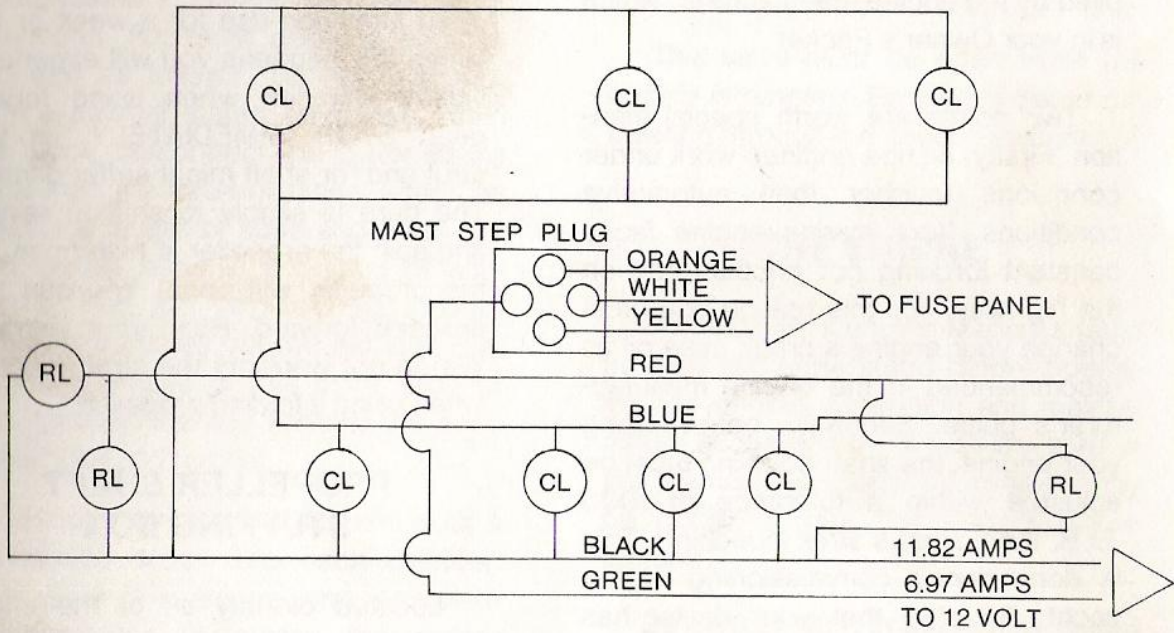 CL CL CL
MAST STEP PLUG
ORANGE
WHITE
YELLOW
TO FUSE PANEL
RED
RL
BLUE
RL CL CL CL CL RL
BLACK 11.82 AMPS
GREEN 6.97 AMPS
TO 12 VOLT